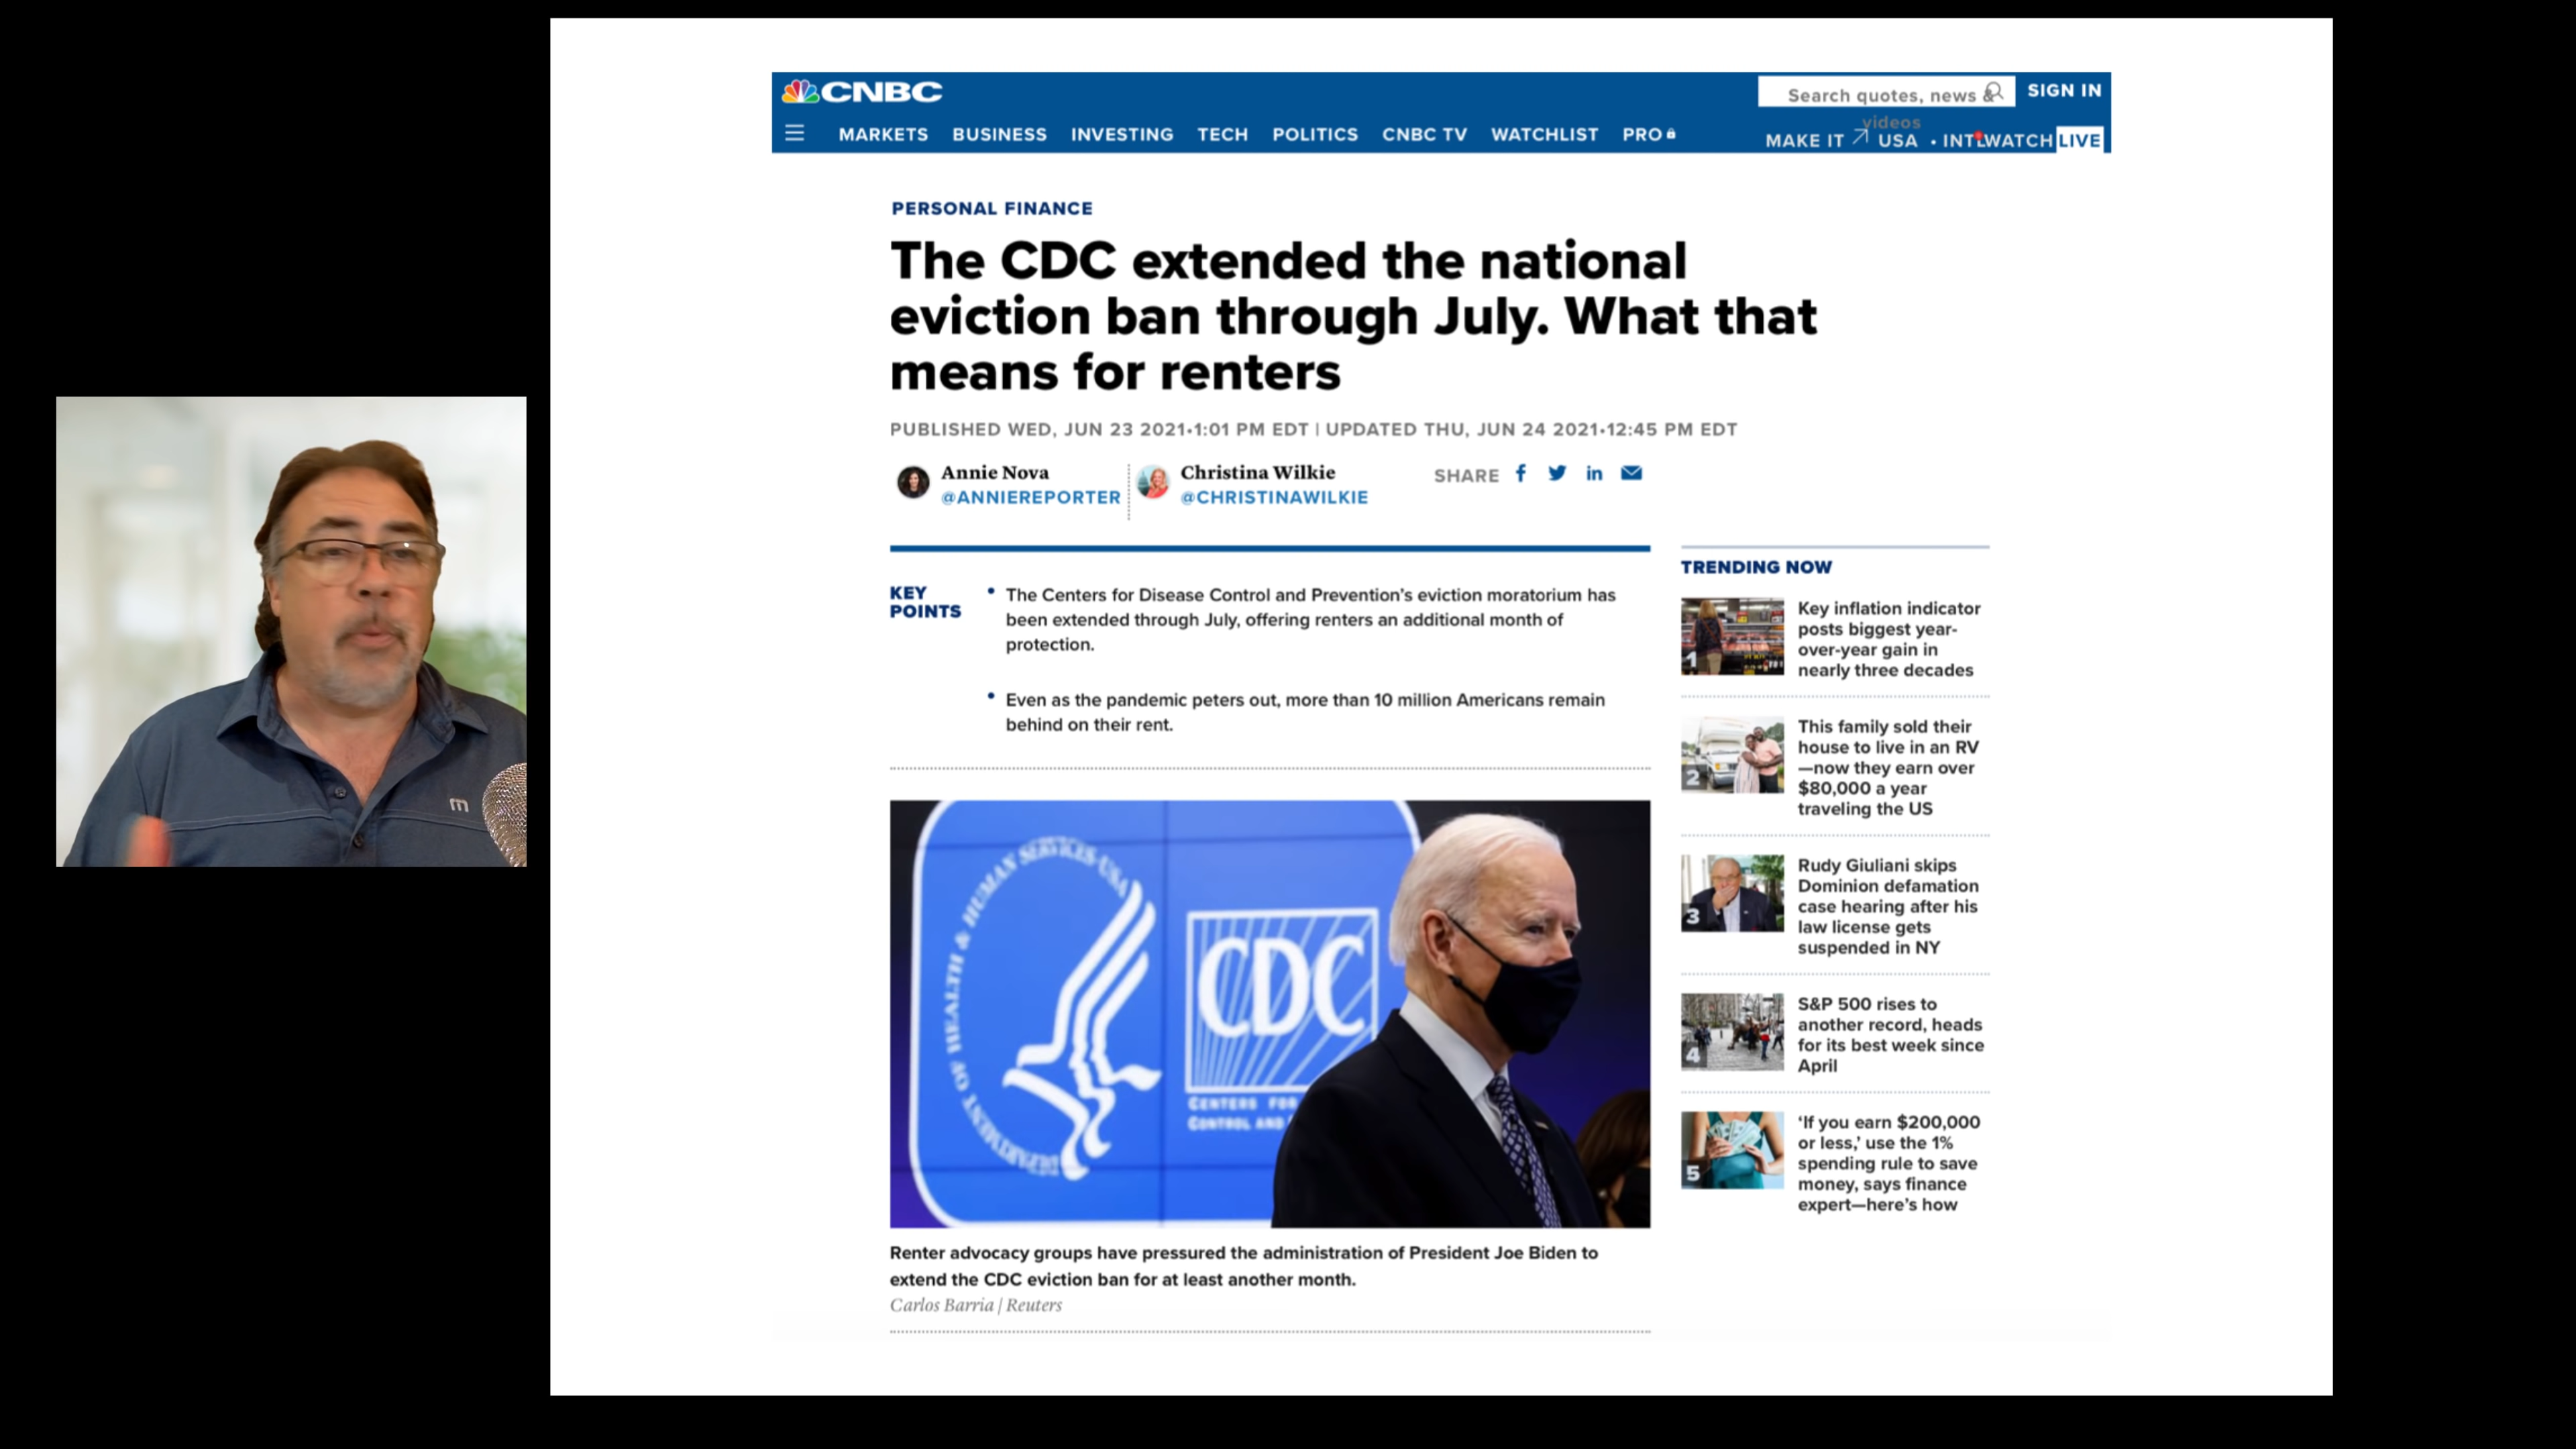 CNBC
Search quotes, news &
videos
SIGN IN
MARKETS BUSINESS INVESTING TECH POLITICS CNBC TV WATCHLIST PRO
MAKE IT USA • INTL WATCH LIVE
PERSONAL FINANCE
The CDC extended the national
eviction ban through July. What that
means for renters
PUBLISHED WED, JUN 23 2021•1:01 PM EDT | UPDATED THU, JUN 24 2021•12:45 PM EDT
Annie Nova
@ANNIEREPORTER
Christina Wilkie
@CHRISTINAWILKIE
SHARE
KEY
POINTS
• The Centers for Disease Control and Prevention's eviction moratorium has
been extended through July, offering renters an additional month of
protection.
• Even as the pandemic peters out, more than 10 million Americans remain
behind on their rent.
DEPARTMENT OF HEALTH & HUMAN SERVICES·USA
CDC
CENTERS FOR
CONTROL AND
Renter advocacy groups have pressured the administration of President Joe Biden to
extend the CDC eviction ban for at least another month.
Carlos Barria | Reuters
TRENDING NOW
1
Key inflation indicator
posts biggest year-
over-year gain in
nearly three decades
2
This family sold their
house to live in an RV
—now they earn over
$80,000 a year
traveling the US
3
Rudy Giuliani skips
Dominion defamation
case hearing after his
law license gets
suspended in NY
4
S&P 500 rises to
another record, heads
for its best week since
April
5
'If you earn $200,000
or less,' use the 1%
spending rule to save
money, says finance
expert—here's how